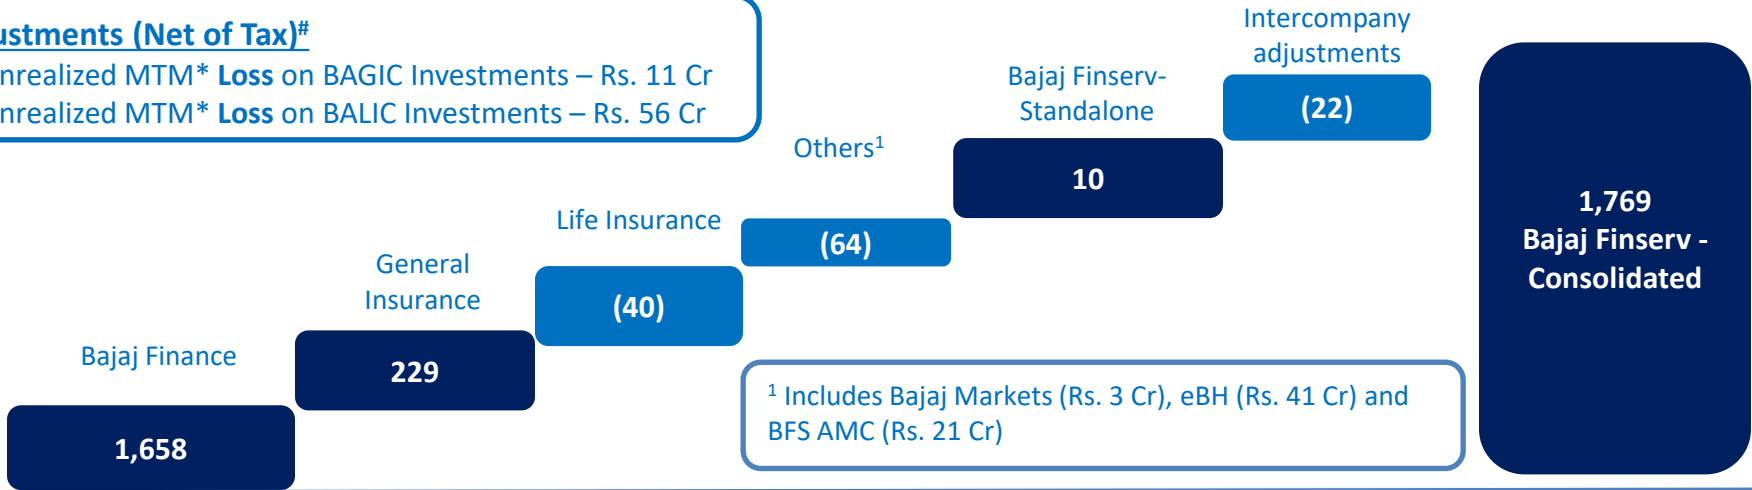 (Net of Tax)#
MTM* Loss on BAGIC Investments – Rs. 11 Cr
MTM* Loss on BALIC Investments – Rs. 56 Cr
Intercompany
adjustments
(22)
Bajaj Finserv-
Standalone
10
Others1
(64)
Life Insurance
(40)
General
Insurance
229
Bajaj Finance
1,658
1,769
Bajaj Finserv -
Consolidated
1 Includes Bajaj Markets (Rs. 3 Cr), eBH (Rs. 41 Cr) and
BFS AMC (Rs. 21 Cr)